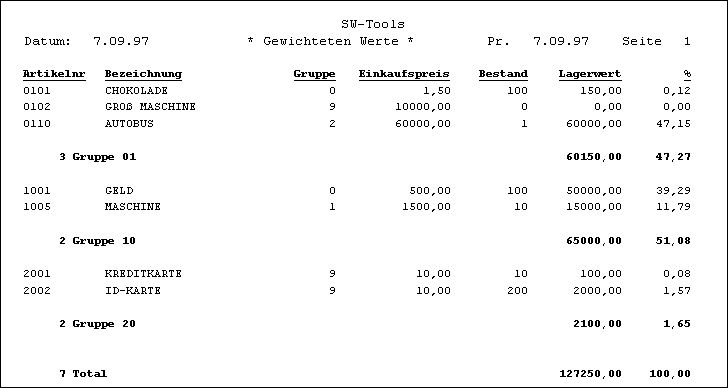 SW-Tools
Datum: 7.09.97 * Gewichteten Werte * Pr. 7.09.97 Seite 1
Artikelnr Bezeichnung Gruppe Einkaufspreis Bestand Lagerwert %
0101 CHOKOLADE 0 1,50 100 150,00 0,12
0102 GROß MASCHINE 9 10000,00 0 0,00 0,00
0110 AUTOBUS 2 60000,00 1 60000,00 47,15
3 Gruppe 01 60150,00 47,27
1001 GELD 0 500,00 100 50000,00 39,29
1005 MASCHINE 1 1500,00 10 15000,00 11,79
2 Gruppe 10 65000,00 51,08
2001 KREDITKARTE 9 10,00 10 100,00 0,08
2002 ID-KARTE 9 10,00 200 2000,00 1,57
2 Gruppe 20 2100,00 1,65
7 Total 127250,00 100,00